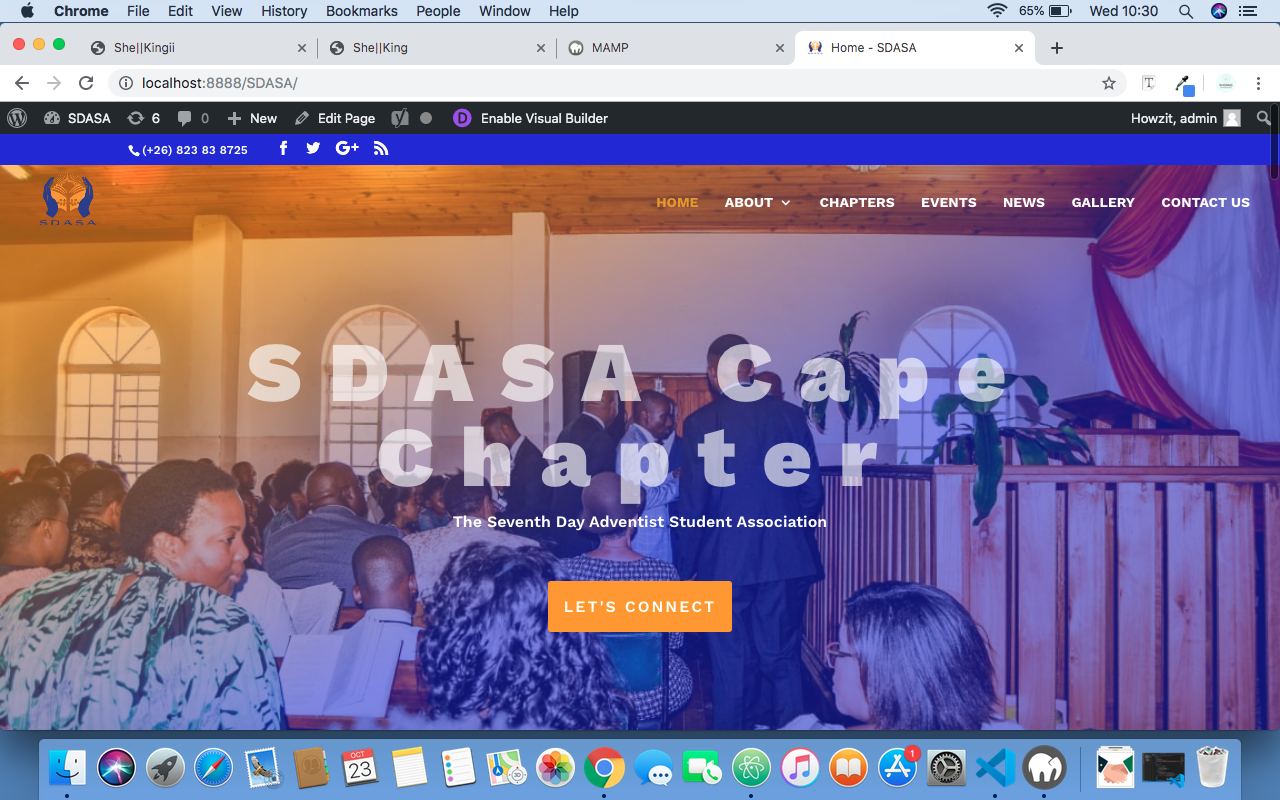 Chrome File Edit View History Bookmarks People Window Help 65% Wed 10:30
She||Kingii She||King MAMP Home - SDASA
localhost:8888/SDASA/
SDASA 6 0 New Edit Page D Enable Visual Builder Howzit, admin
(+26) 823 83 8725 f G+
SDASA
HOME ABOUT CHAPTERS EVENTS NEWS GALLERY CONTACT US
SDASA Cape
Chapter
The Seventh Day Adventist Student Association
LET'S CONNECT
OCT
23
1